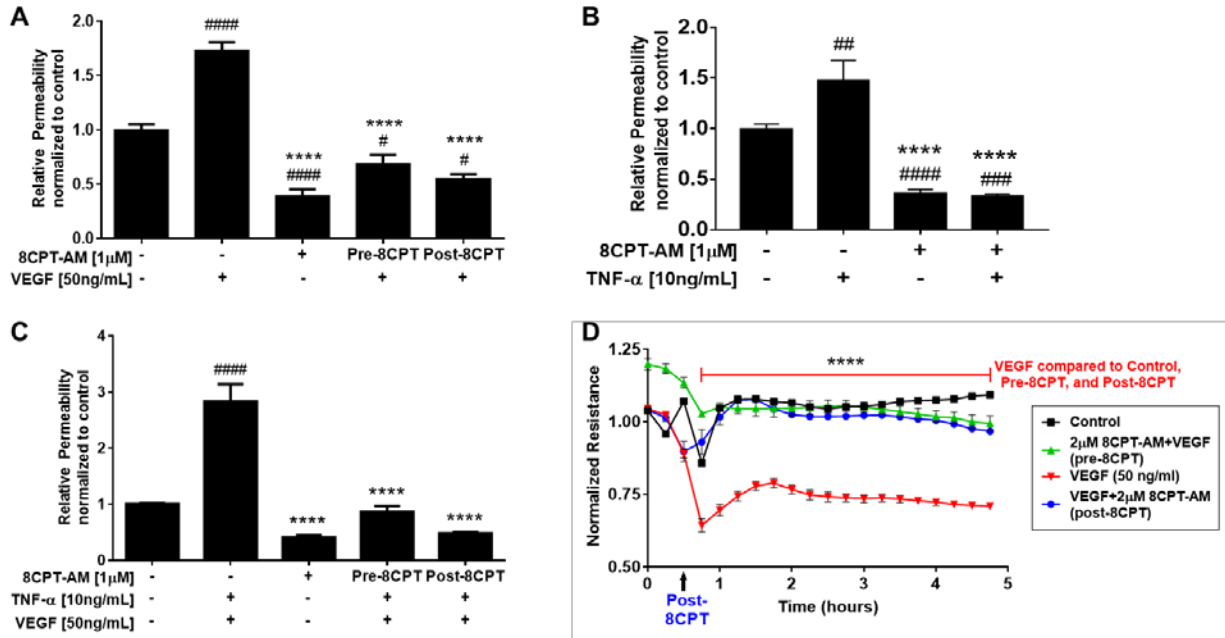 A
Relative Permeability
normalized to control
2.0
1.5
1.0
0.5
0.0
####
****
####
****
#
****
#
8CPT-AM [1μM] - - + Pre-8CPT Post-8CPT
VEGF [50ng/mL] - + - + +
B
Relative Permeability
normalized to control
2.0
1.5
1.0
0.5
0.0
##
****
####
****
###
8CPT-AM [1μM] - - + +
TNF-α [10ng/mL] - + - +
C
Relative Permeability
normalized to control
4
3
2
1
0
####
****
****
****
8CPT-AM [1μM] - - + Pre-8CPT Post-8CPT
TNF-α [10ng/mL] - + - + +
VEGF [50ng/mL] - + - + +
D
Normalized Resistance
1.25
1.00
0.75
0.50
****
VEGF compared to Control,
Pre-8CPT, and Post-8CPT
0 1 2 3 4 5
Post-
8CPT
Time (hours)
Control
2μM 8CPT-AM+VEGF
(pre-8CPT)
VEGF (50 ng/ml)
VEGF+2μM 8CPT-AM
(post-8CPT)